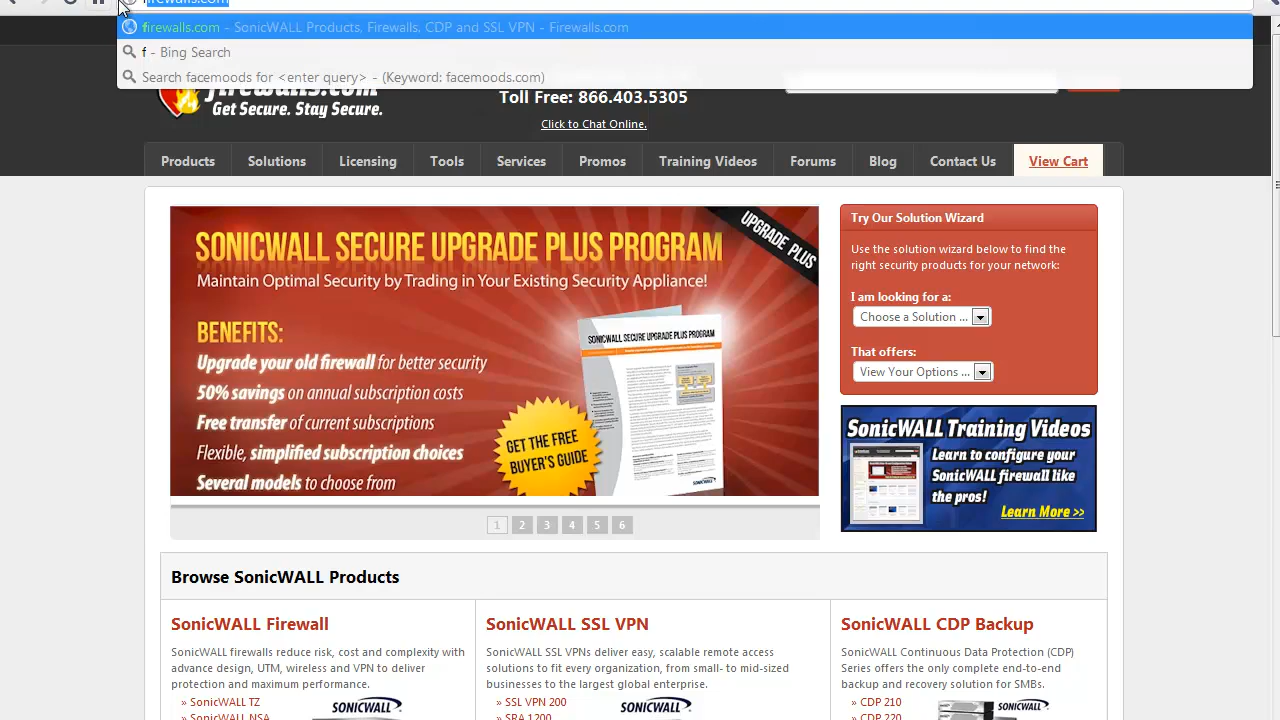 firewalls.com
firewalls.com - SonicWALL Products, Firewalls, CDP and SSL VPN - Firewalls.com
f - Bing Search
Search facemoods for <enter query> - (Keyword: facemoods.com)
firewalls.com
Get Secure. Stay Secure.
Toll Free: 866.403.5305
Click to Chat Online.
Products Solutions Licensing Tools Services Promos Training Videos Forums Blog Contact Us View Cart
SONICWALL SECURE UPGRADE PLUS PROGRAM
Maintain Optimal Security by Trading in Your Existing Security Appliance!
UPGRADE PLUS
BENEFITS:
Upgrade your old firewall for better security
50% savings on annual subscription costs
Free transfer of current subscriptions
Flexible, simplified subscription choices
Several models to choose from
SONICWALL SECURE UPGRADE PLUS PROGRAM
GET THE FREE
BUYER'S GUIDE
SONICWALL
1 2 3 4 5 6
Try Our Solution Wizard
Use the solution wizard below to find the
right security products for your network:
I am looking for a:
Choose a Solution ...
That offers:
View Your Options ...
SonicWALL Training Videos
Learn to configure your
SonicWALL firewall like
the pros!
Learn More >>
Browse SonicWALL Products
SonicWALL Firewall
SonicWALL firewalls reduce risk, cost and complexity with
advance design, UTM, wireless and VPN to deliver
protection and maximum performance.
» SonicWALL TZ
» SonicWALL NSA
SONICWALL
SonicWALL SSL VPN
SonicWALL SSL VPNs deliver easy, scalable remote access
solutions to fit every organization, from small- to mid-sized
businesses to the largest global enterprise.
» SSL VPN 200
» SRA 1200
SONICWALL
SonicWALL CDP Backup
SonicWALL Continuous Data Protection (CDP)
Series offers the only complete end-to-end
backup and recovery solution for SMBs.
» CDP 210
» CDP 220
SONICWALL